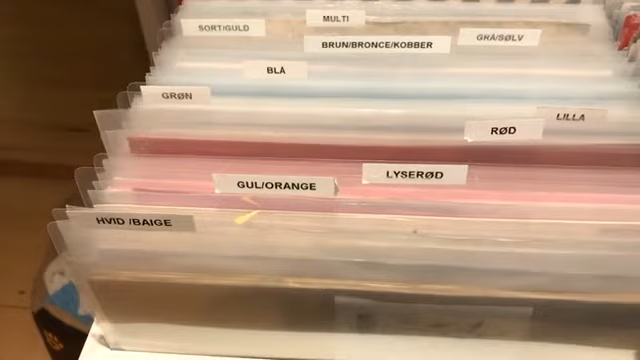 MULTI
SORT/GULD
GRÅ/SØLV
BRUN/BRONCE/KOBBER
BLÅ
GRØN
LILLA
RØD
LYSERØD
GUL/ORANGE
HVID /BAIGE